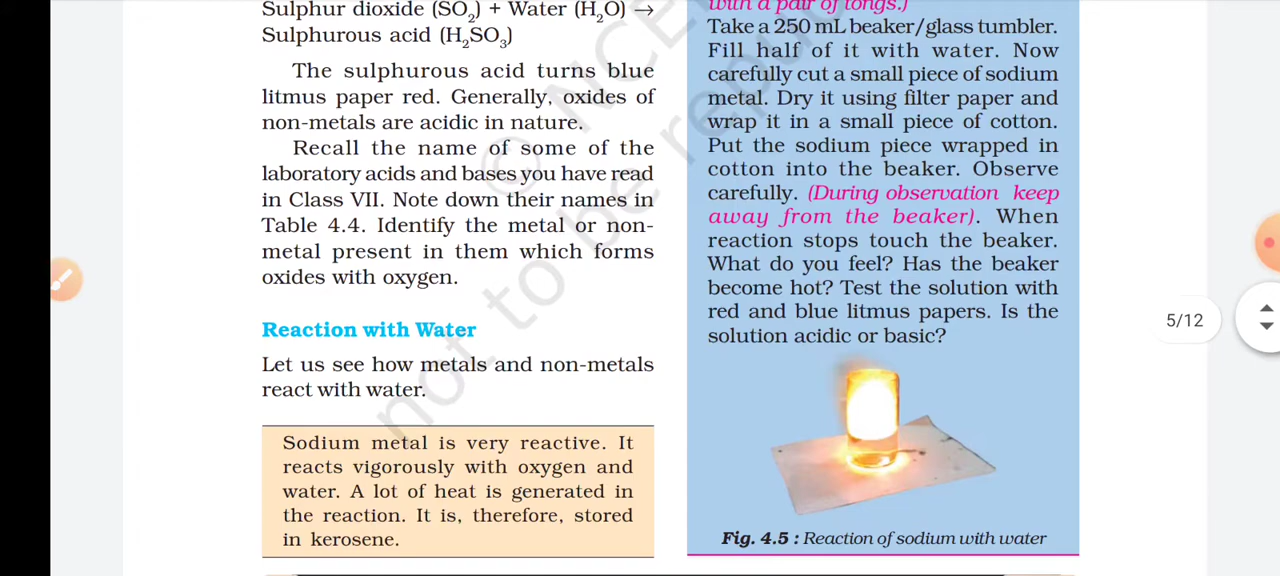 Sulphur dioxide (SO₂) + Water (H₂O) →
Sulphurous acid (H₂SO₃)
The sulphurous acid turns blue
litmus paper red. Generally, oxides of
non-metals are acidic in nature.
Recall the name of some of the
laboratory acids and bases you have read
in Class VII. Note down their names in
Table 4.4. Identify the metal or non-
metal present in them which forms
oxides with oxygen.
Reaction with Water
Let us see how metals and non-metals
react with water.
Sodium metal is very reactive. It
reacts vigorously with oxygen and
water. A lot of heat is generated in
the reaction. It is, therefore, stored
in kerosene.
with a pair of tongs.)
Take a 250 mL beaker/glass tumbler.
Fill half of it with water. Now
carefully cut a small piece of sodium
metal. Dry it using filter paper and
wrap it in a small piece of cotton.
Put the sodium piece wrapped in
cotton into the beaker. Observe
carefully. (During observation keep
away from the beaker). When
reaction stops touch the beaker.
What do you feel? Has the beaker
become hot? Test the solution with
red and blue litmus papers. Is the
solution acidic or basic?
Fig. 4.5 : Reaction of sodium with water
5/12
© NCE
not to be repu